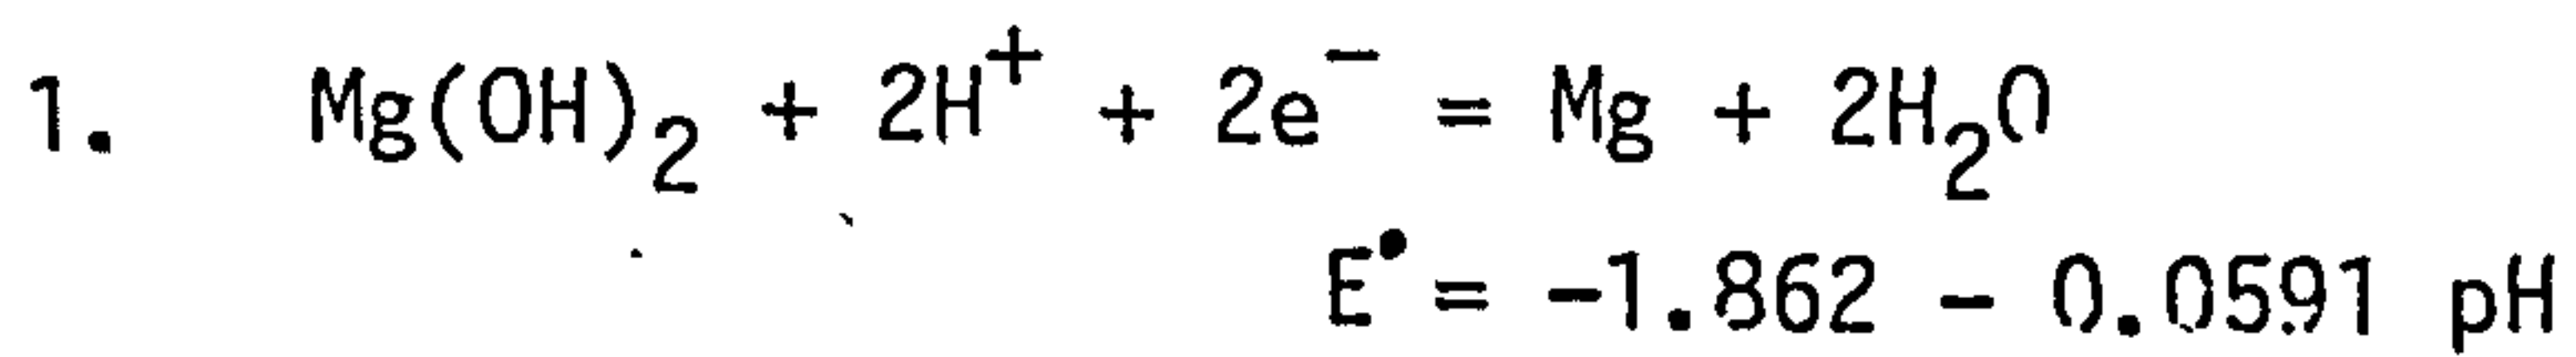 1. Mg(OH)₂ + 2H⁺ + 2e⁻ = Mg + 2H₂O
E° = -1.862 - 0.0591 pH